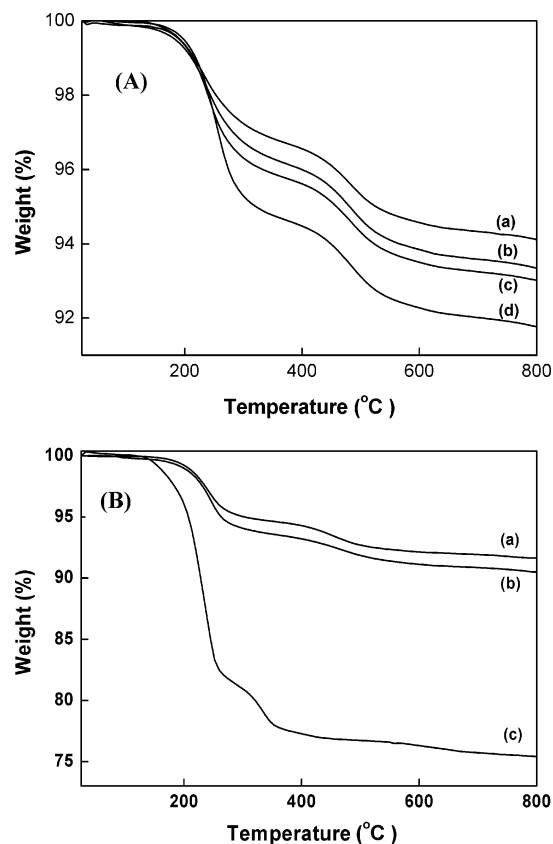 100
98
96
94
92
Weight (%)
(A)
(a)
(b)
(c)
(d)
200 400 600 800
Temperature (°C )
100
95
90
85
80
75
Weight (%)
(B)
(a)
(b)
(c)
200 400 600 800
Temperature (°C )